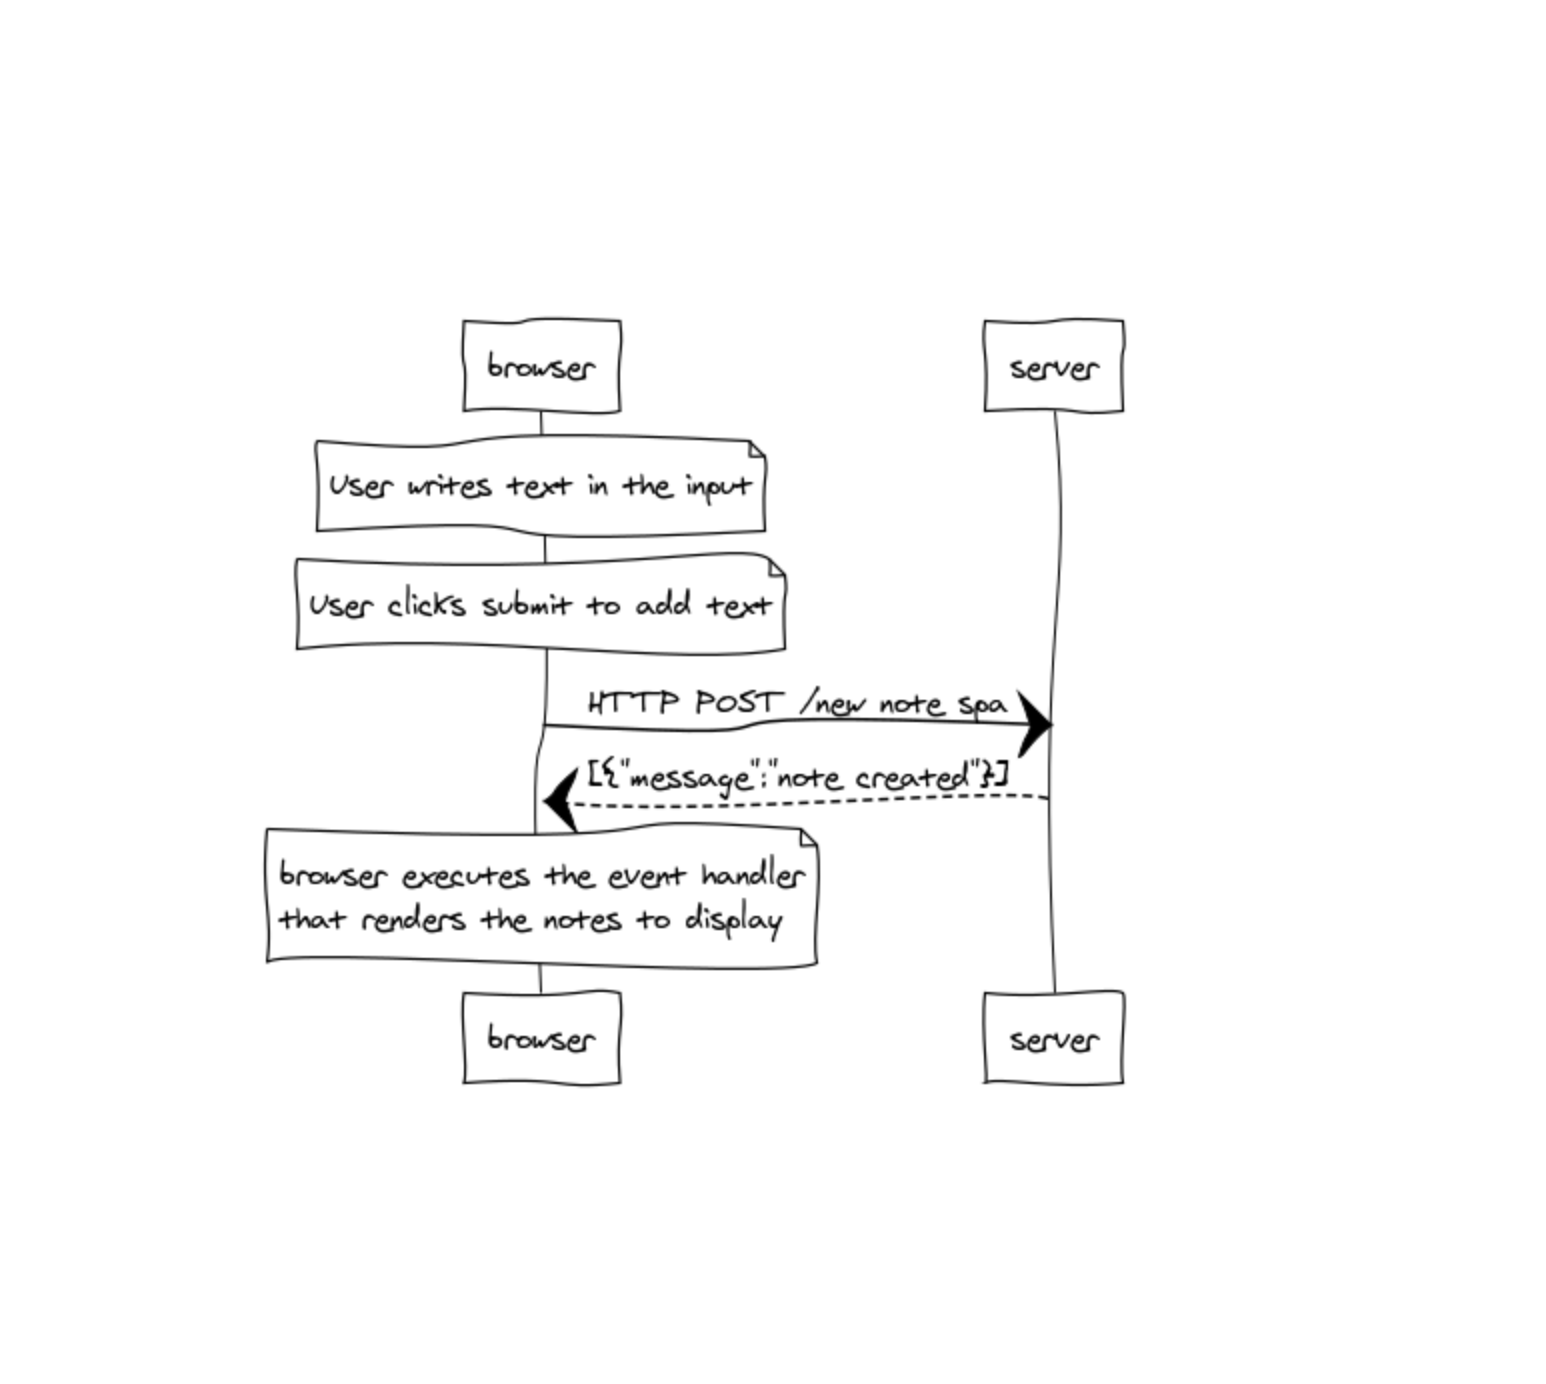 browser
server
User writes text in the input
User clicks submit to add text
HTTP POST /new note spa
[{"message":"note created"}]
browser executes the event handler
that renders the notes to display
browser
server